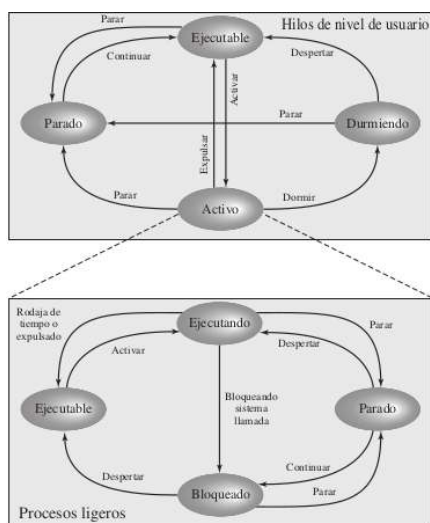 Hilos de nivel de usuario
Parar
Ejecutable
Continuar
Despertar
Activar
Parado
Parar
Durmiendo
Expulsar
Parar
Dormir
Activo
Rodaja de
tiempo o
expulsado
Ejecutando
Parar
Activar
Despertar
Ejecutable
Bloqueando
sistema
llamada
Parado
Despertar
Continuar
Bloqueado
Parar
Procesos ligeros